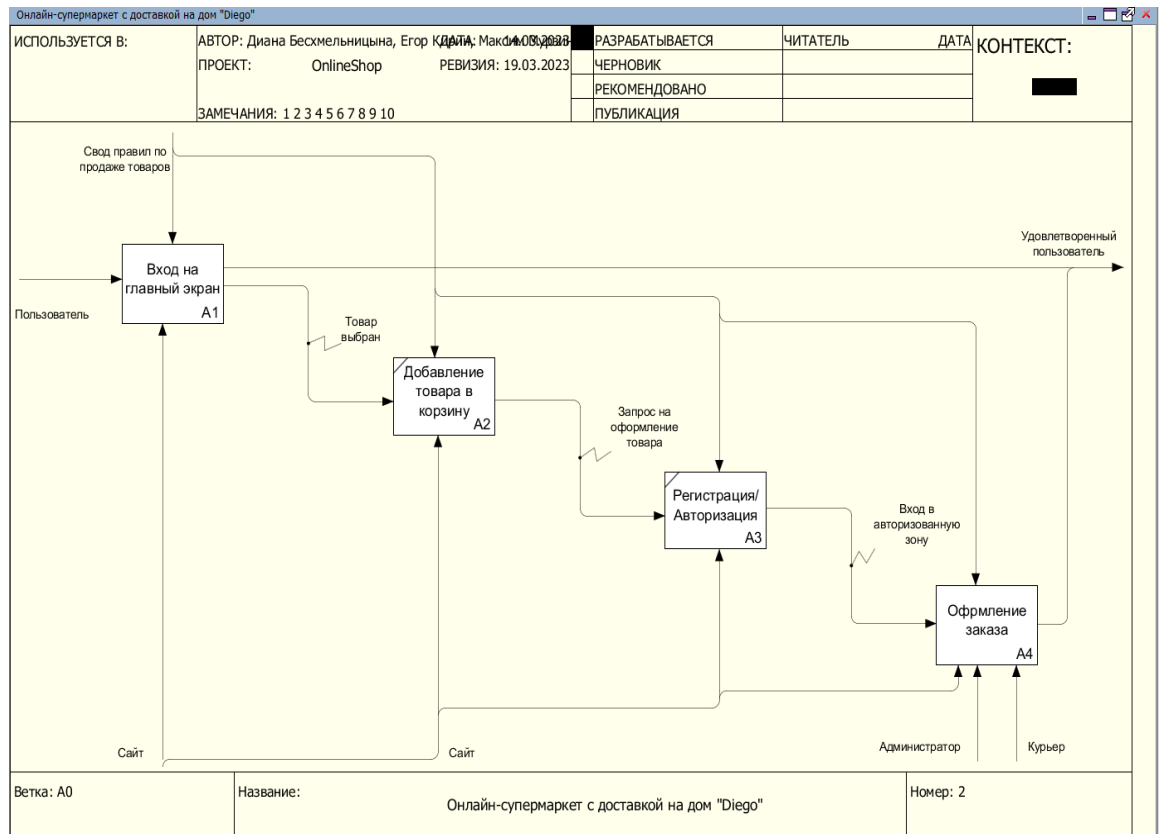 Онлайн-супермаркет с доставкой на дом "Diego"
ИСПОЛЬЗУЕТСЯ В:
АВТОР: Диана Бесхмельницына, Егор
ДАТА: 14.03.2023
ПРОЕКТ: OnlineShop
РЕВИЗИЯ: 19.03.2023
ЗАМЕЧАНИЯ: 1 2 3 4 5 6 7 8 9 10
РАЗРАБАТЫВАЕТСЯ
ЧЕРНОВИК
РЕКОМЕНДОВАНО
ПУБЛИКАЦИЯ
ЧИТАТЕЛЬ
ДАТА
КОНТЕКСТ:
Свод правил по
продаже товаров
Удовлетворенный
пользователь
Вход на
главный экран
A1
Пользователь
Товар
выбран
Добавление
товара в
корзину
A2
Запрос на
оформление
товара
Регистрация/
Авторизация
A3
Вход в
авторизованную
зону
Офрмление
заказа
A4
Сайт
Сайт
Администратор
Курьер
Ветка: A0
Название:
Онлайн-супермаркет с доставкой на дом "Diego"
Номер: 2